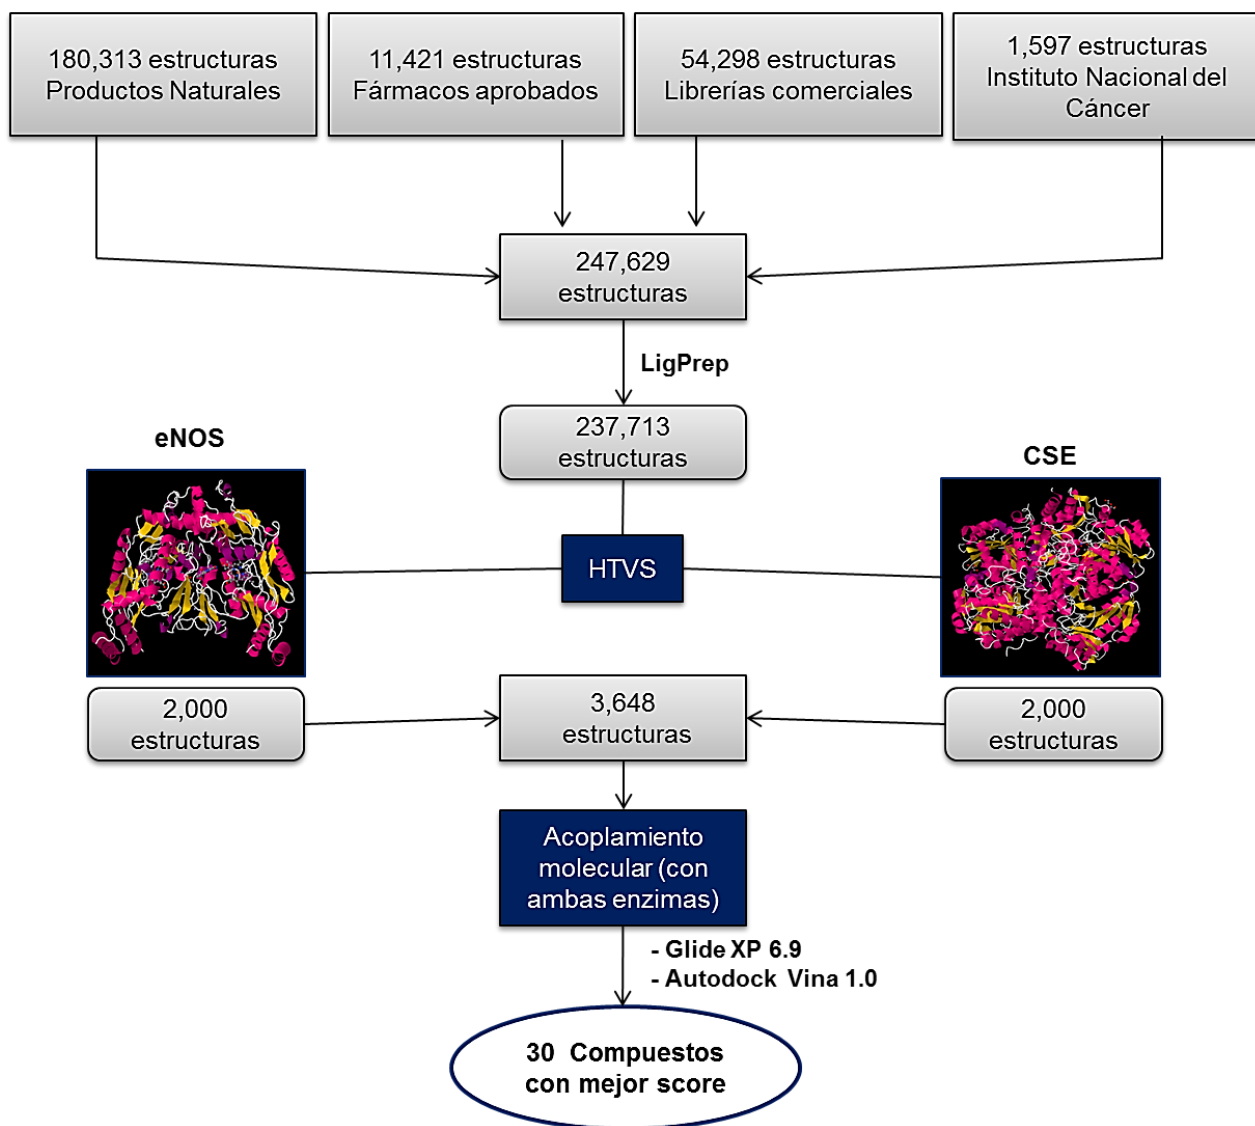 180,313 estructuras
Productos Naturales
11,421 estructuras
Fármacos aprobados
54,298 estructuras
Librerías comerciales
1,597 estructuras
Instituto Nacional del
Cáncer
247,629
estructuras
LigPrep
237,713
estructuras
eNOS
CSE
HTVS
2,000
estructuras
3,648
estructuras
2,000
estructuras
Acoplamiento
molecular (con
ambas enzimas)
- Glide XP 6.9
- Autodock Vina 1.0
30 Compuestos
con mejor score